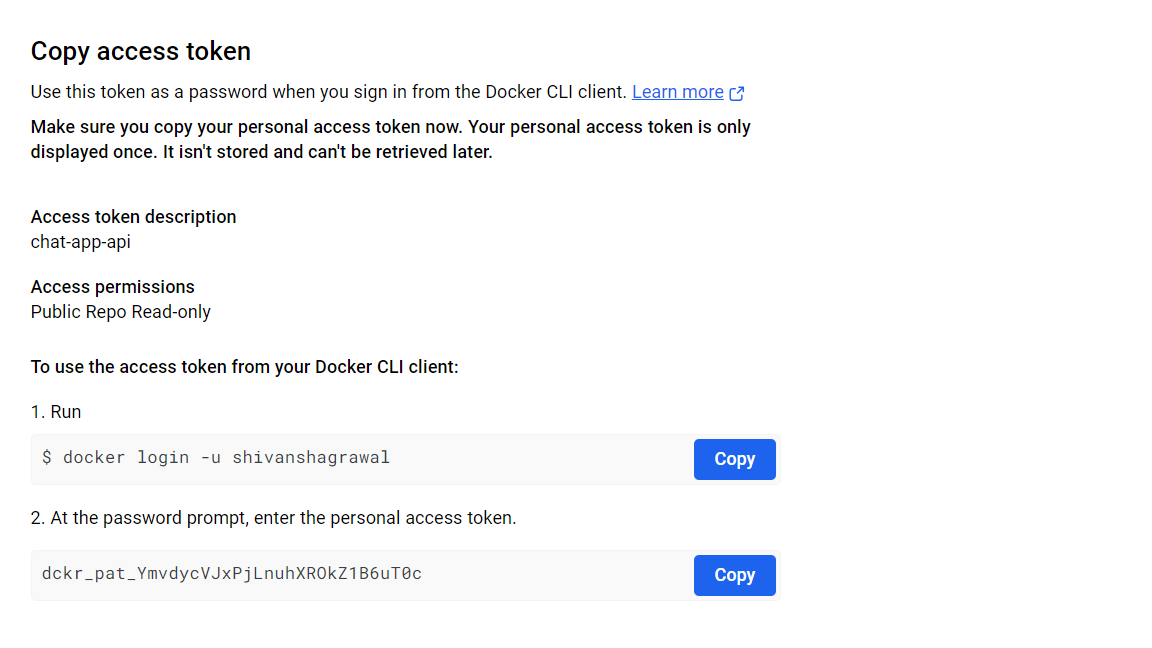 Copy access token
Use this token as a password when you sign in from the Docker CLI client. Learn more
Make sure you copy your personal access token now. Your personal access token is only
displayed once. It isn't stored and can't be retrieved later.
Access token description
chat-app-api
Access permissions
Public Repo Read-only
To use the access token from your Docker CLI client:
1. Run
$ docker login -u shivanshagrawal
Copy
2. At the password prompt, enter the personal access token.
dckr_pat_YmvdycVJxPjLnuhXROkZ1B6uT0c
Copy